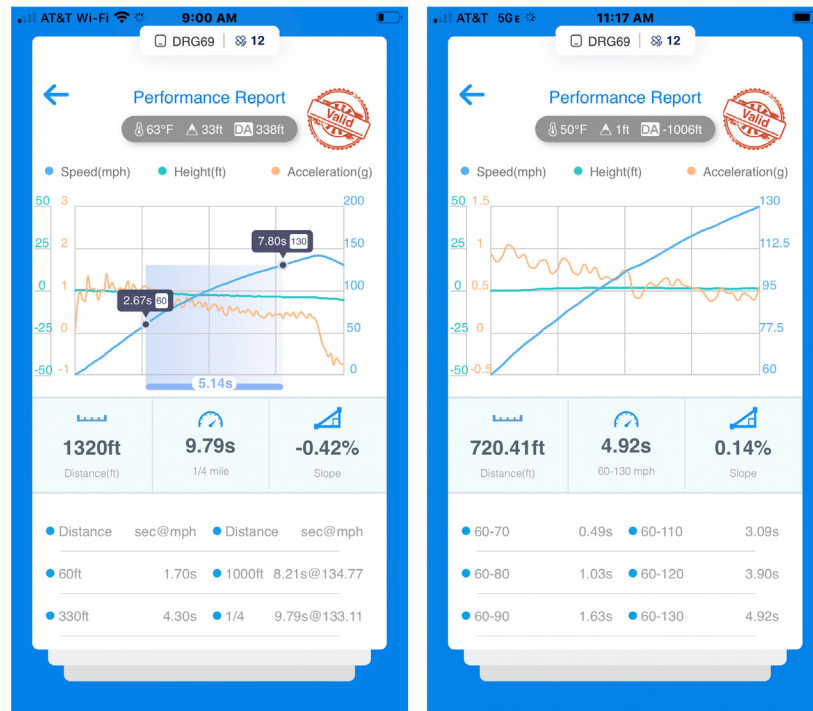 AT&T Wi-Fi 9:00 AM
DRG69 12
Performance Report
Valid
63°F 33ft DA 338ft
Speed(mph) Height(ft) Acceleration(g)
50 3 200
25 2 150
0 1 100
-25 0 50
-50 -1 0
7.80s 130
2.67s 60
5.14s
1320ft 9.79s -0.42%
Distance(ft) 1/4 mile Slope
Distance sec@mph Distance sec@mph
60ft 1.70s 1000ft 8.21s@134.77
330ft 4.30s 1/4 9.79s@133.11
AT&T 5GE 11:17 AM
DRG69 12
Performance Report
Valid
50°F 1ft DA -1006ft
Speed(mph) Height(ft) Acceleration(g)
50 1.5 130
25 1 112.5
0 0.5 95
-25 0 77.5
-50 -0.5 60
720.41ft 4.92s 0.14%
Distance(ft) 60-130 mph Slope
60-70 0.49s 60-110 3.09s
60-80 1.03s 60-120 3.90s
60-90 1.63s 60-130 4.92s